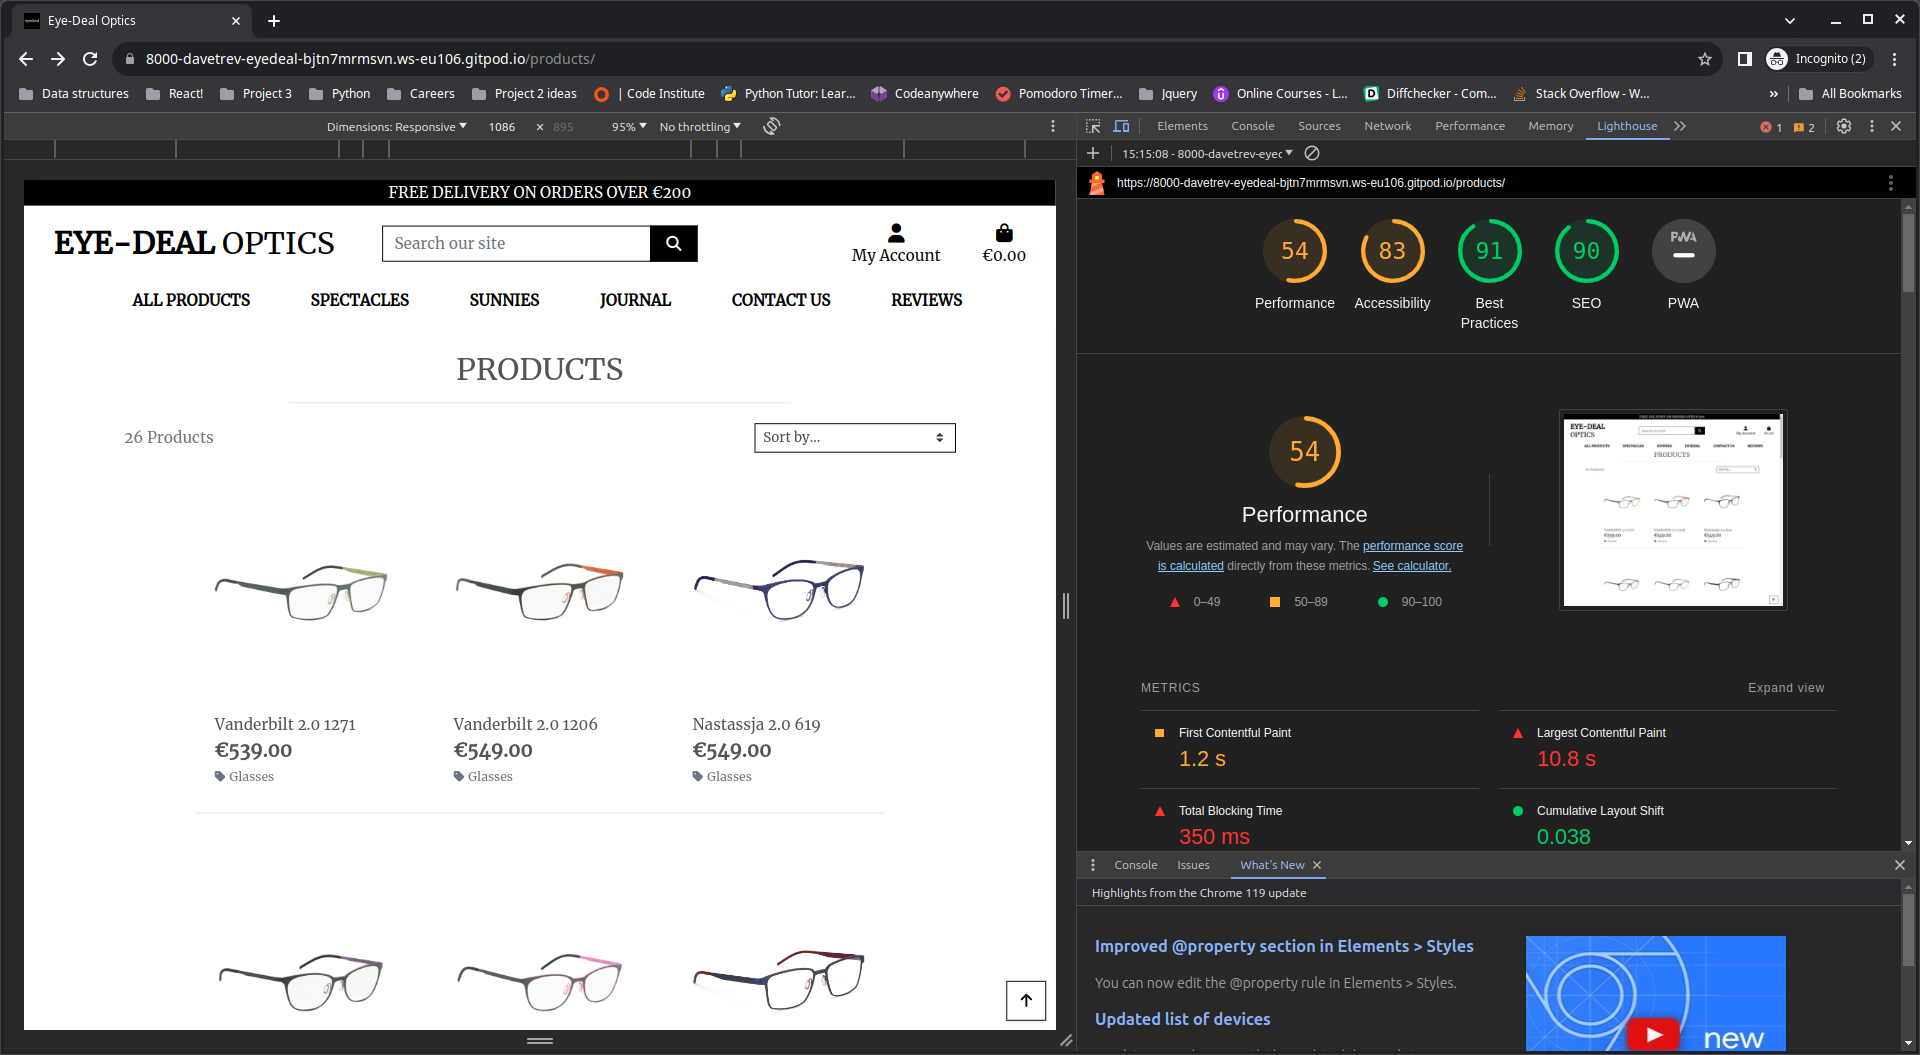 Eye-Deal Optics
8000-davetrev-eyedeal-bjtn7mrmsvn.ws-eu106.gitpod.io/products/
Incognito (2)
Data structures
React!
Project 3
Python
Careers
Project 2 ideas
| Code Institute
Python Tutor: Lear...
Codeanywhere
Pomodoro Timer...
Jquery
Online Courses - L...
Diffchecker - Com...
Stack Overflow - W...
»
All Bookmarks
Dimensions: Responsive
1086 × 895
95%
No throttling
FREE DELIVERY ON ORDERS OVER €200
EYE-DEAL OPTICS
Search our site
My Account
€0.00
ALL PRODUCTS
SPECTACLES
SUNNIES
JOURNAL
CONTACT US
REVIEWS
PRODUCTS
26 Products
Sort by...
Vanderbilt 2.0 1271
€539.00
Glasses
Vanderbilt 2.0 1206
€549.00
Glasses
Nastassja 2.0 619
€549.00
Glasses
Elements
Console
Sources
Network
Performance
Memory
Lighthouse
1
2
15:15:08 - 8000-davetrev-eyec
https://8000-davetrev-eyedeal-bjtn7mrmsvn.ws-eu106.gitpod.io/products/
54
Performance
83
Accessibility
91
Best
Practices
90
SEO
PWA
PWA
54
Performance
Values are estimated and may vary. The performance score
is calculated directly from these metrics. See calculator.
0–49
50–89
90–100
EYE-DEAL
OPTICS
PRODUCTS
METRICS
Expand view
First Contentful Paint
1.2 s
Largest Contentful Paint
10.8 s
Total Blocking Time
350 ms
Cumulative Layout Shift
0.038
Console
Issues
What's New
Highlights from the Chrome 119 update
Improved @property section in Elements > Styles
You can now edit the @property rule in Elements > Styles.
Updated list of devices
new